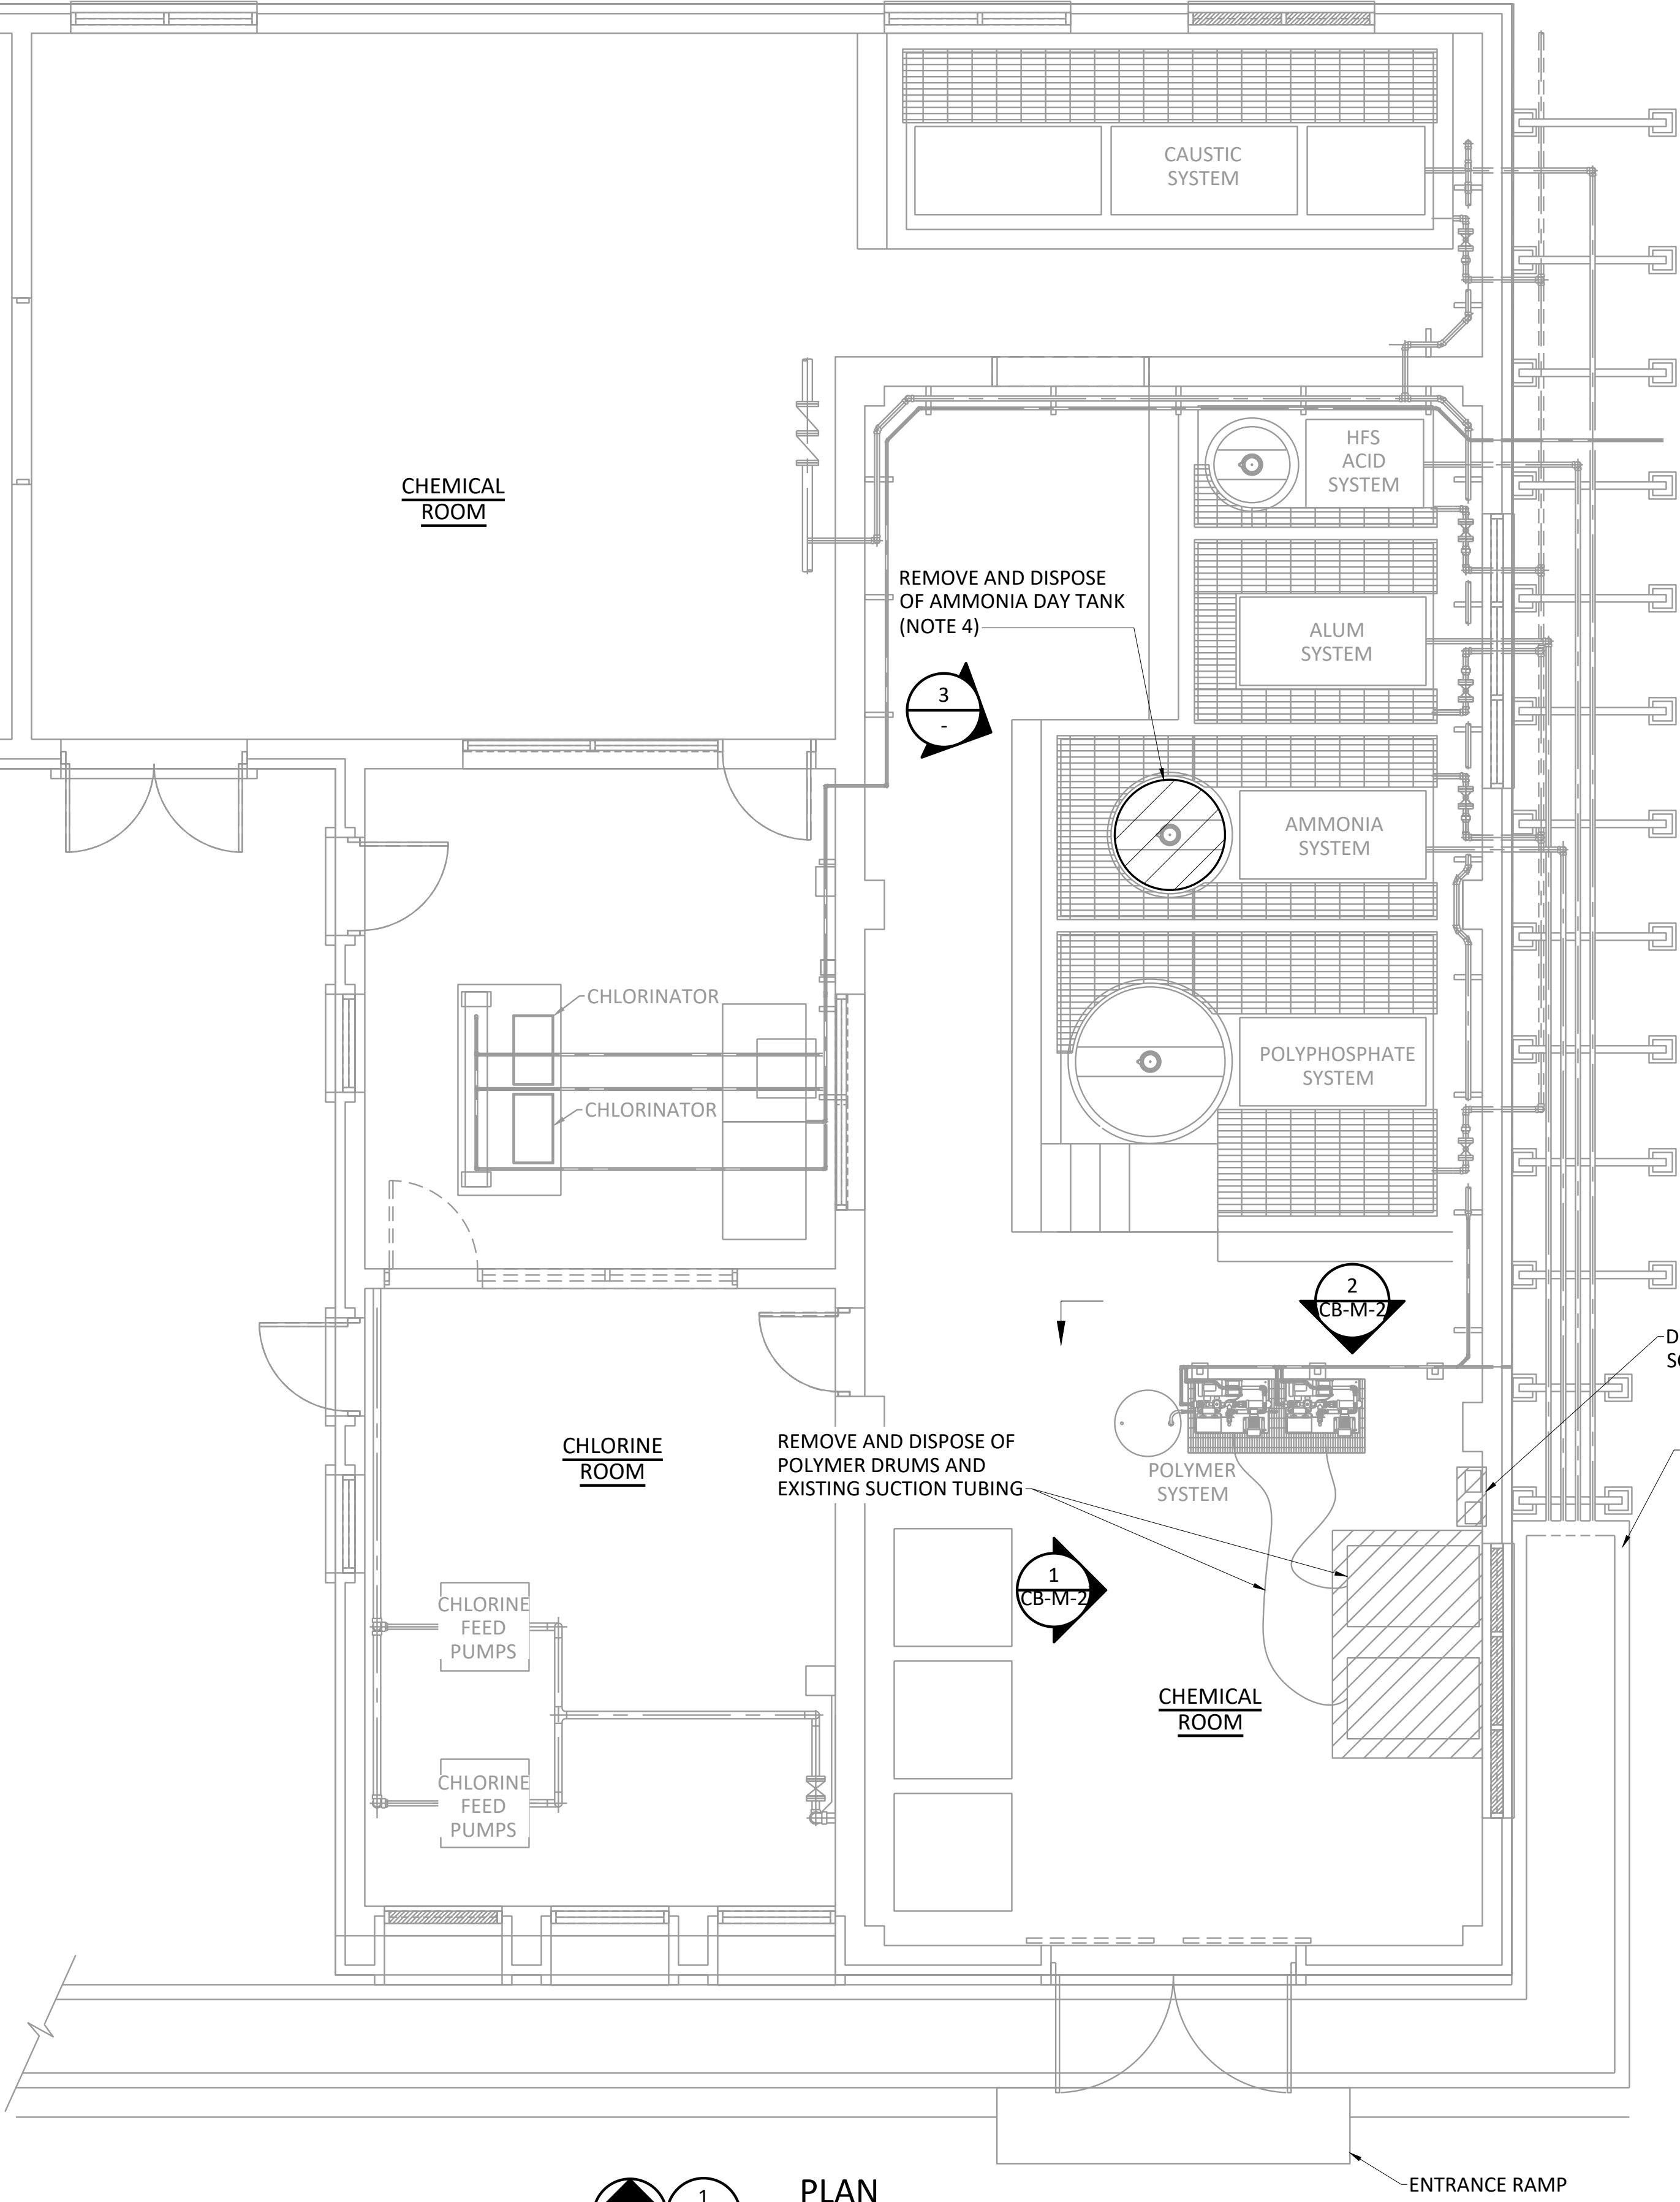 CAUSTIC
SYSTEM
HFS
ACID
SYSTEM
CHEMICAL
ROOM
REMOVE AND DISPOSE
OF AMMONIA DAY TANK
(NOTE 4)
ALUM
SYSTEM
3
-
AMMONIA
SYSTEM
CHLORINATOR
POLYPHOSPHATE
SYSTEM
CHLORINATOR
2
CB-M-2
CHLORINE
ROOM
REMOVE AND DISPOSE OF
POLYMER DRUMS AND
EXISTING SUCTION TUBING
POLYMER
SYSTEM
1
CB-M-2
CHLORINE
FEED
PUMPS
CHEMICAL
ROOM
CHLORINE
FEED
PUMPS
1
PLAN
ENTRANCE RAMP